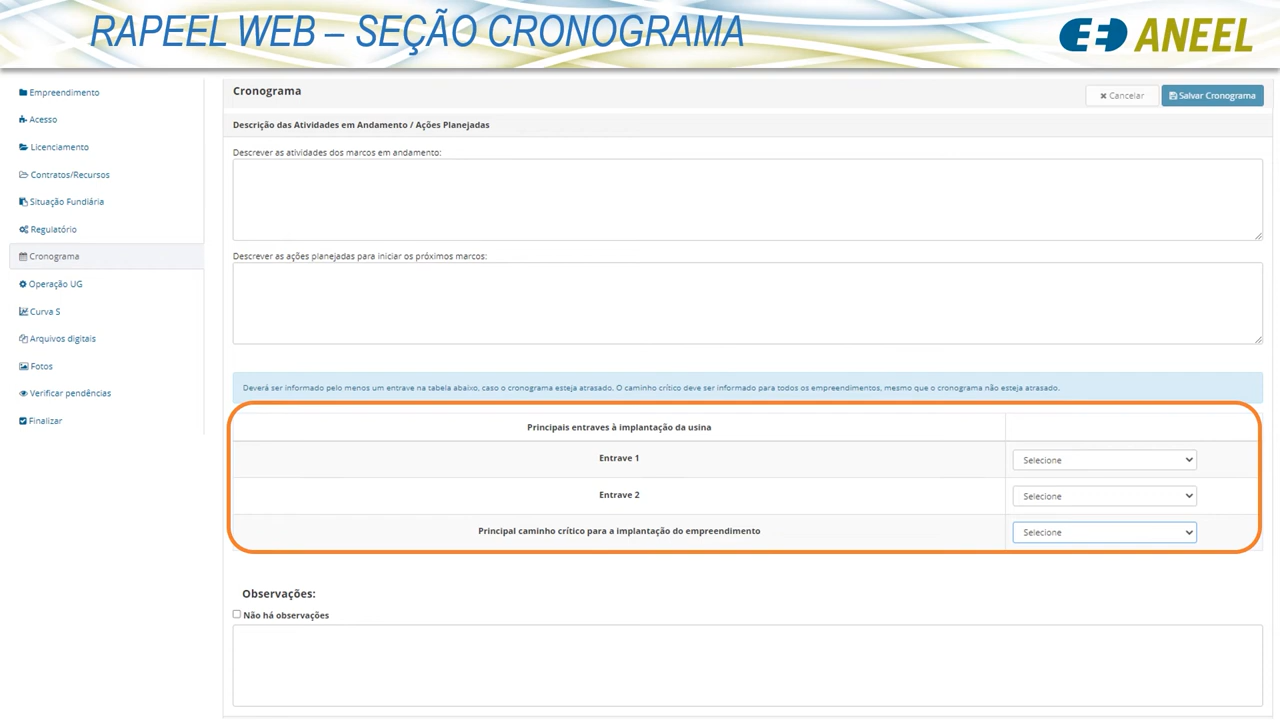 RAPEEL WEB – SEÇÃO CRONOGRAMA
ANEEL
Empreendimento
Acesso
Licenciamento
Contratos/Recursos
Situação Fundiária
Regulatório
Cronograma
Operação UG
Curva S
Arquivos digitais
Fotos
Verificar pendências
Finalizar
Cronograma
Cancelar
Salvar Cronograma
Descrição das Atividades em Andamento / Ações Planejadas
Descrever as atividades dos marcos em andamento:
Descrever as ações planejadas para iniciar os próximos marcos:
Deverá ser informado pelo menos um entrave na tabela abaixo, caso o cronograma esteja atrasado. O caminho crítico deve ser informado para todos os empreendimentos, mesmo que o cronograma não esteja atrasado.
Principais entraves à implantação da usina
Entrave 1
Selecione
Entrave 2
Selecione
Principal caminho crítico para a implantação do empreendimento
Selecione
Observações:
Não há observações